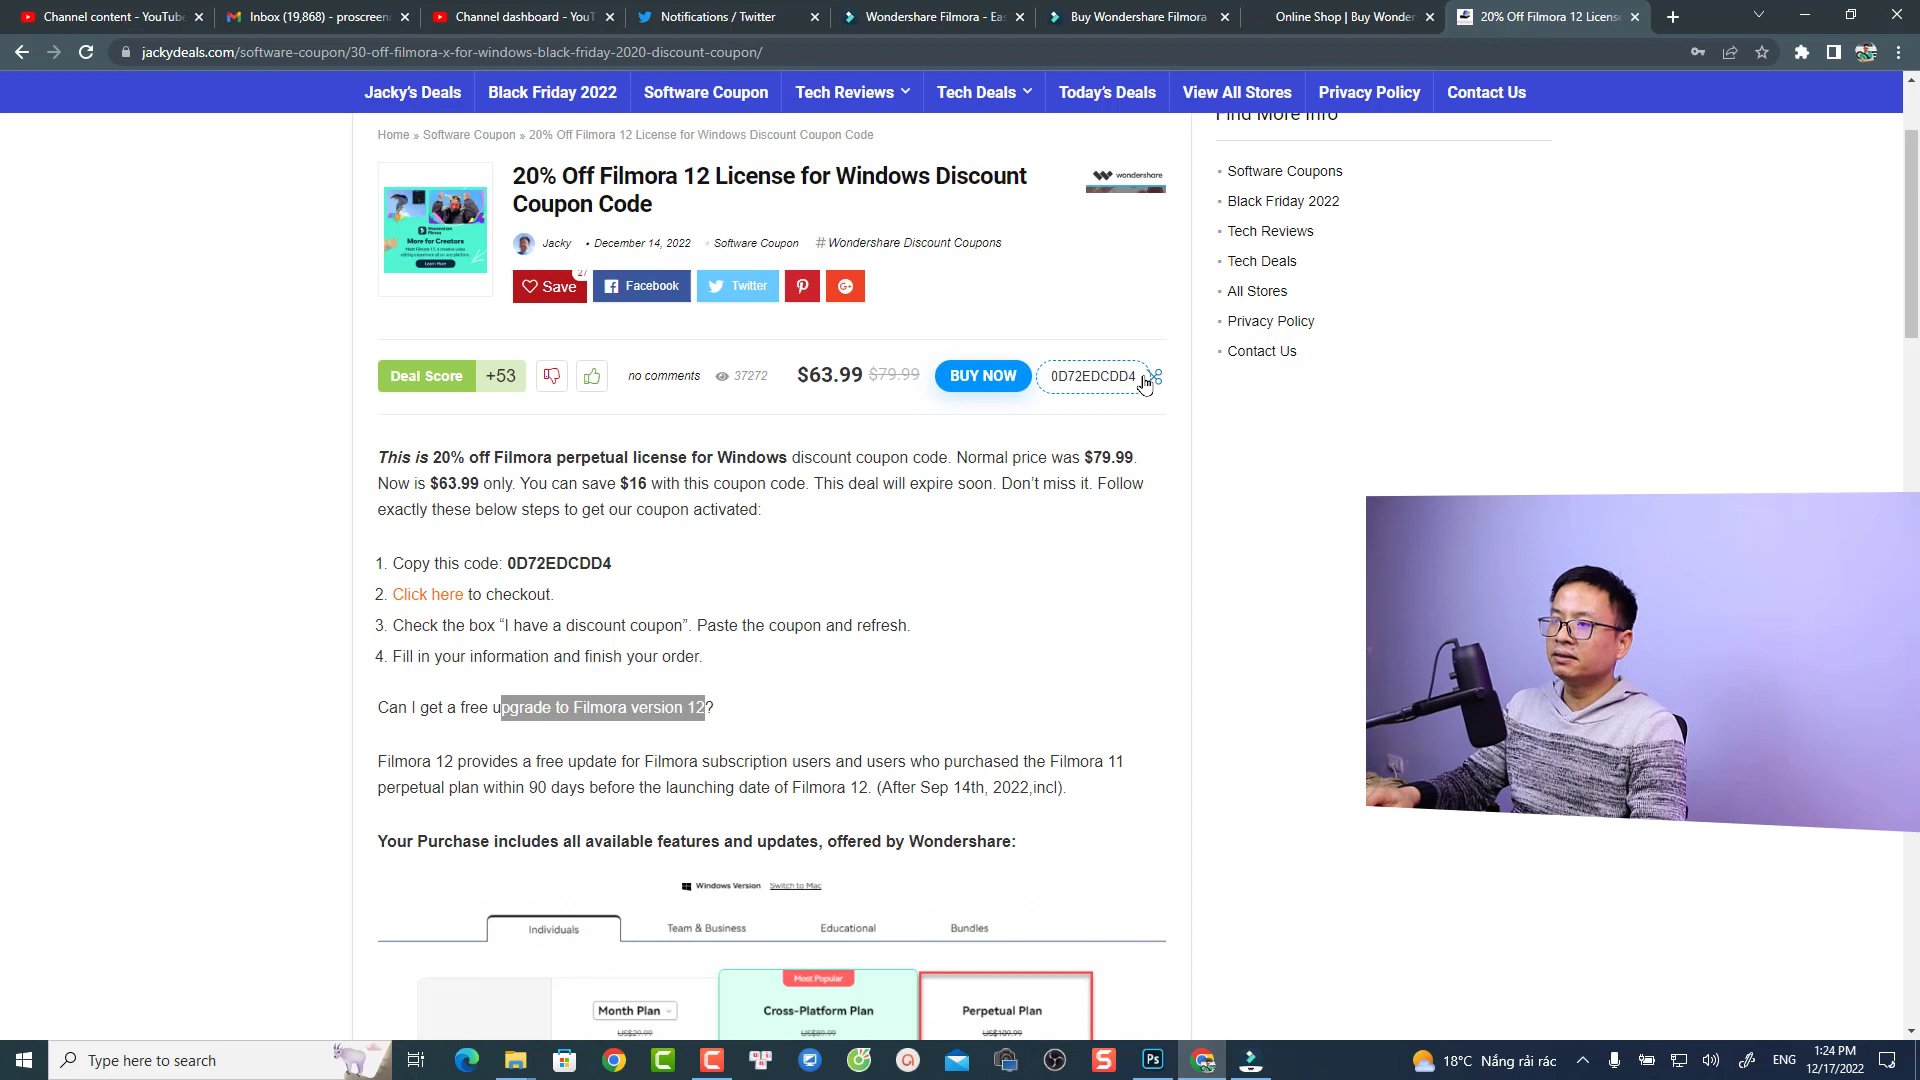 Channel content - YouTube
Inbox (19,868) - proscreen
Channel dashboard - YouT
Notifications / Twitter
Wondershare Filmora - Eas
Buy Wondershare Filmora
Online Shop | Buy Wonder
20% Off Filmora 12 Licens
jackydeals.com/software-coupon/30-off-filmora-x-for-windows-black-friday-2020-discount-coupon/
Jacky's Deals
Black Friday 2022
Software Coupon
Tech Reviews
Tech Deals
Today's Deals
View All Stores
Privacy Policy
Contact Us
Home » Software Coupon » 20% Off Filmora 12 License for Windows Discount Coupon Code
Find More Info
20% Off Filmora 12 License for Windows Discount
Coupon Code
wondershare
More for Creators
Jacky • December 14, 2022 Software Coupon # Wondershare Discount Coupons
Save 27
Facebook
Twitter
Software Coupons
Black Friday 2022
Tech Reviews
Tech Deals
All Stores
Privacy Policy
Contact Us
Deal Score +53
no comments 37272
$63.99 $79.99
BUY NOW
0D72EDCDD4
This is 20% off Filmora perpetual license for Windows discount coupon code. Normal price was $79.99.
Now is $63.99 only. You can save $16 with this coupon code. This deal will expire soon. Don’t miss it. Follow
exactly these below steps to get our coupon activated:
1. Copy this code: 0D72EDCDD4
2. Click here to checkout.
3. Check the box “I have a discount coupon”. Paste the coupon and refresh.
4. Fill in your information and finish your order.
Can I get a free upgrade to Filmora version 12?
Filmora 12 provides a free update for Filmora subscription users and users who purchased the Filmora 11
perpetual plan within 90 days before the launching date of Filmora 12. (After Sep 14th, 2022,incl).
Your Purchase includes all available features and updates, offered by Wondershare:
Windows Version Switch to Mac
Individuals
Team & Business
Educational
Bundles
Most Popular
Month Plan
Cross-Platform Plan
Perpetual Plan
US$29.99
US$89.99
US$109.99
Type here to search
Ps
18°C Nắng rải rác
ENG
1:24 PM
12/17/2022